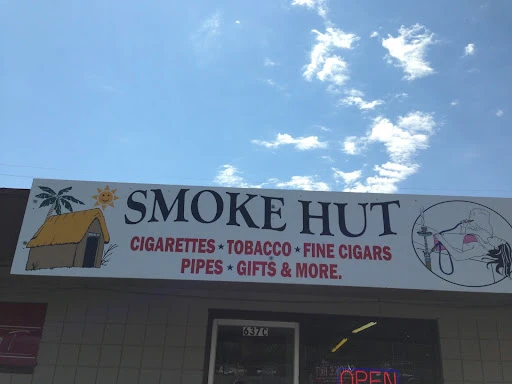 SMOKE HUT
CIGARETTES ★ TOBACCO ★ FINE CIGARS
PIPES ★ GIFTS & MORE.
637C
OPEN